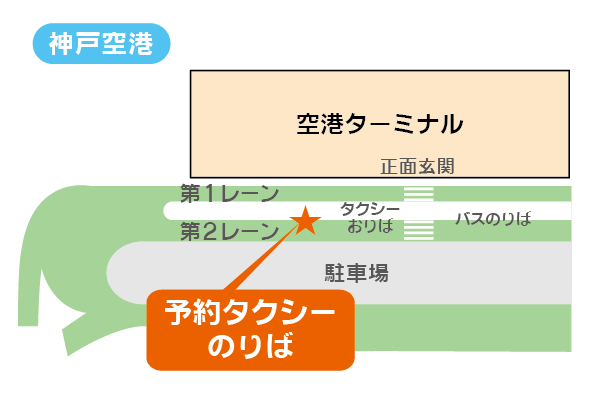 神戸空港
空港ターミナル
正面玄関
第1レーン
タクシー
おりば
バスのりば
第2レーン
駐車場
予約タクシー
のりば